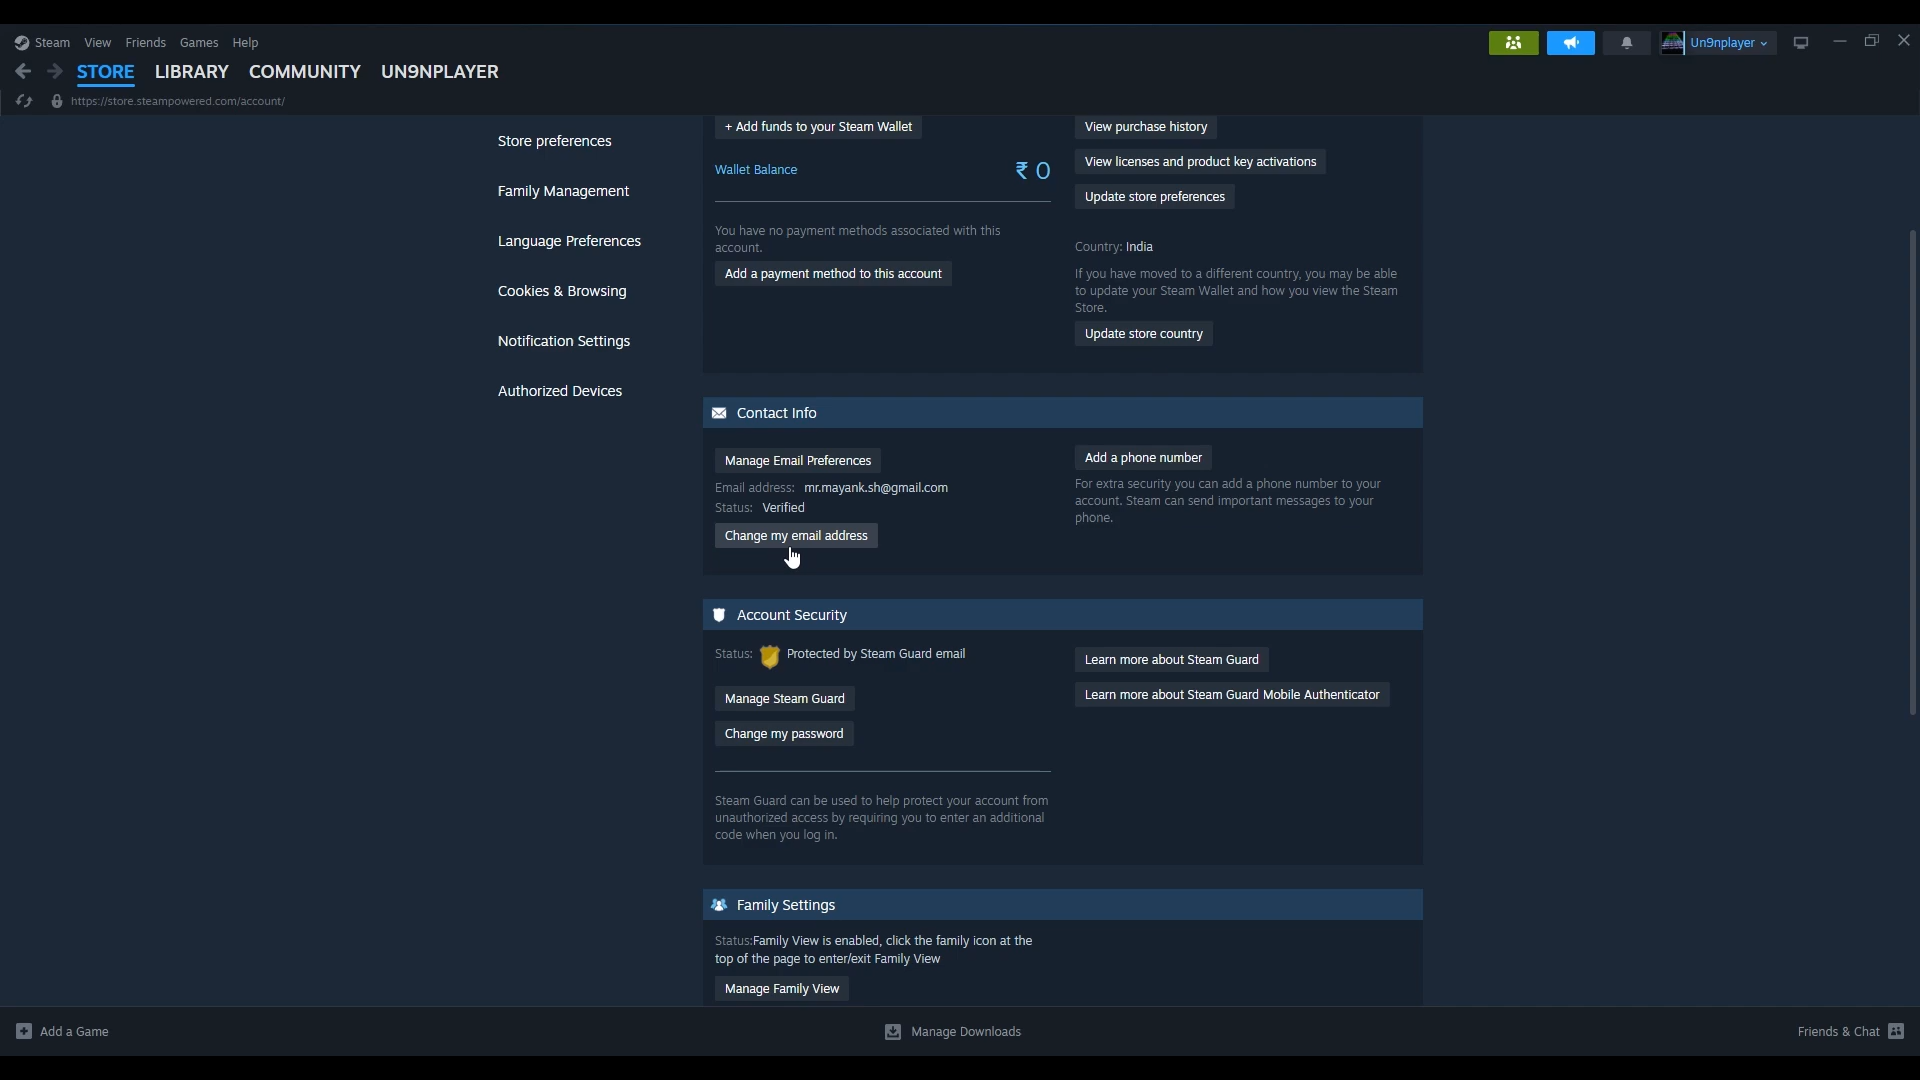 Steam View Friends Games Help
Un9nplayer
STORE LIBRARY COMMUNITY UN9NPLAYER
https://store.steampowered.com/account/
Store preferences
Family Management
Language Preferences
Cookies & Browsing
Notification Settings
Authorized Devices
+ Add funds to your Steam Wallet
Wallet Balance ₹ 0
You have no payment methods associated with this
account.
Add a payment method to this account
View purchase history
View licenses and product key activations
Update store preferences
Country: India
If you have moved to a different country, you may be able
to update your Steam Wallet and how you view the Steam
Store.
Update store country
Contact Info
Manage Email Preferences
Email address: mr.mayank.sh@gmail.com
Status: Verified
Change my email address
Add a phone number
For extra security you can add a phone number to your
account. Steam can send important messages to your
phone.
Account Security
Status: Protected by Steam Guard email
Manage Steam Guard
Change my password
Steam Guard can be used to help protect your account from
unauthorized access by requiring you to enter an additional
code when you log in.
Learn more about Steam Guard
Learn more about Steam Guard Mobile Authenticator
Family Settings
Status:Family View is enabled, click the family icon at the
top of the page to enter/exit Family View
Manage Family View
Add a Game
Manage Downloads
Friends & Chat